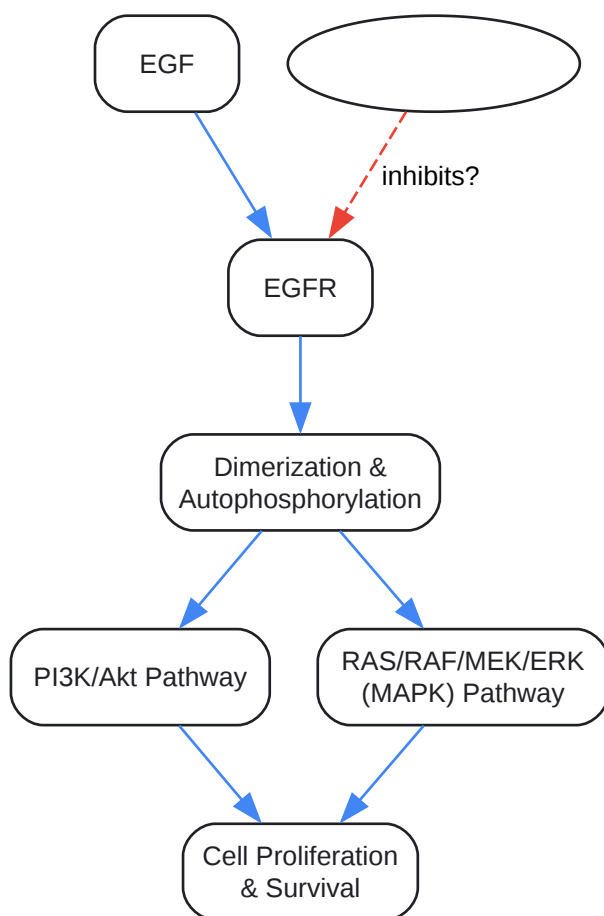 EGF
inhibits?
EGFR
Dimerization &
Autophosphorylation
PI3K/Akt Pathway
RAS/RAF/MEK/ERK
(MAPK) Pathway
Cell Proliferation
& Survival